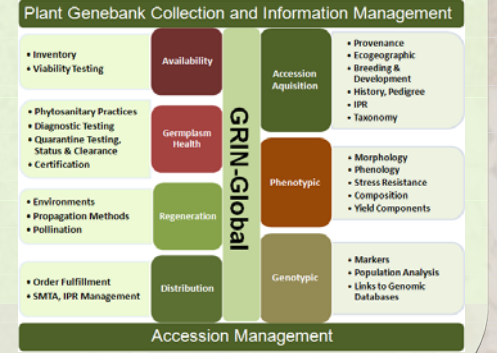 Plant Genebank Collection and Information Management
• Inventory
• Viability Testing
Availability
• Phytosanitary Practices
• Diagnostic Testing
• Quarantine Testing,
Status & Clearance
• Certification
Germplasm
Health
• Environments
• Propagation Methods
• Pollination
Regeneration
• Order Fulfillment
• SMTA, IPR Management
Distribution
GRIN-Global
Accession
Aquisition
• Provenance
• Ecogeographic
• Breeding &
Development
• History, Pedigree
• IPR
• Taxonomy
Phenotypic
• Morphology
• Phenology
• Stress Resistance
• Composition
• Yield Components
Genotypic
• Markers
• Population Analysis
• Links to Genomic
Databases
Accession Management